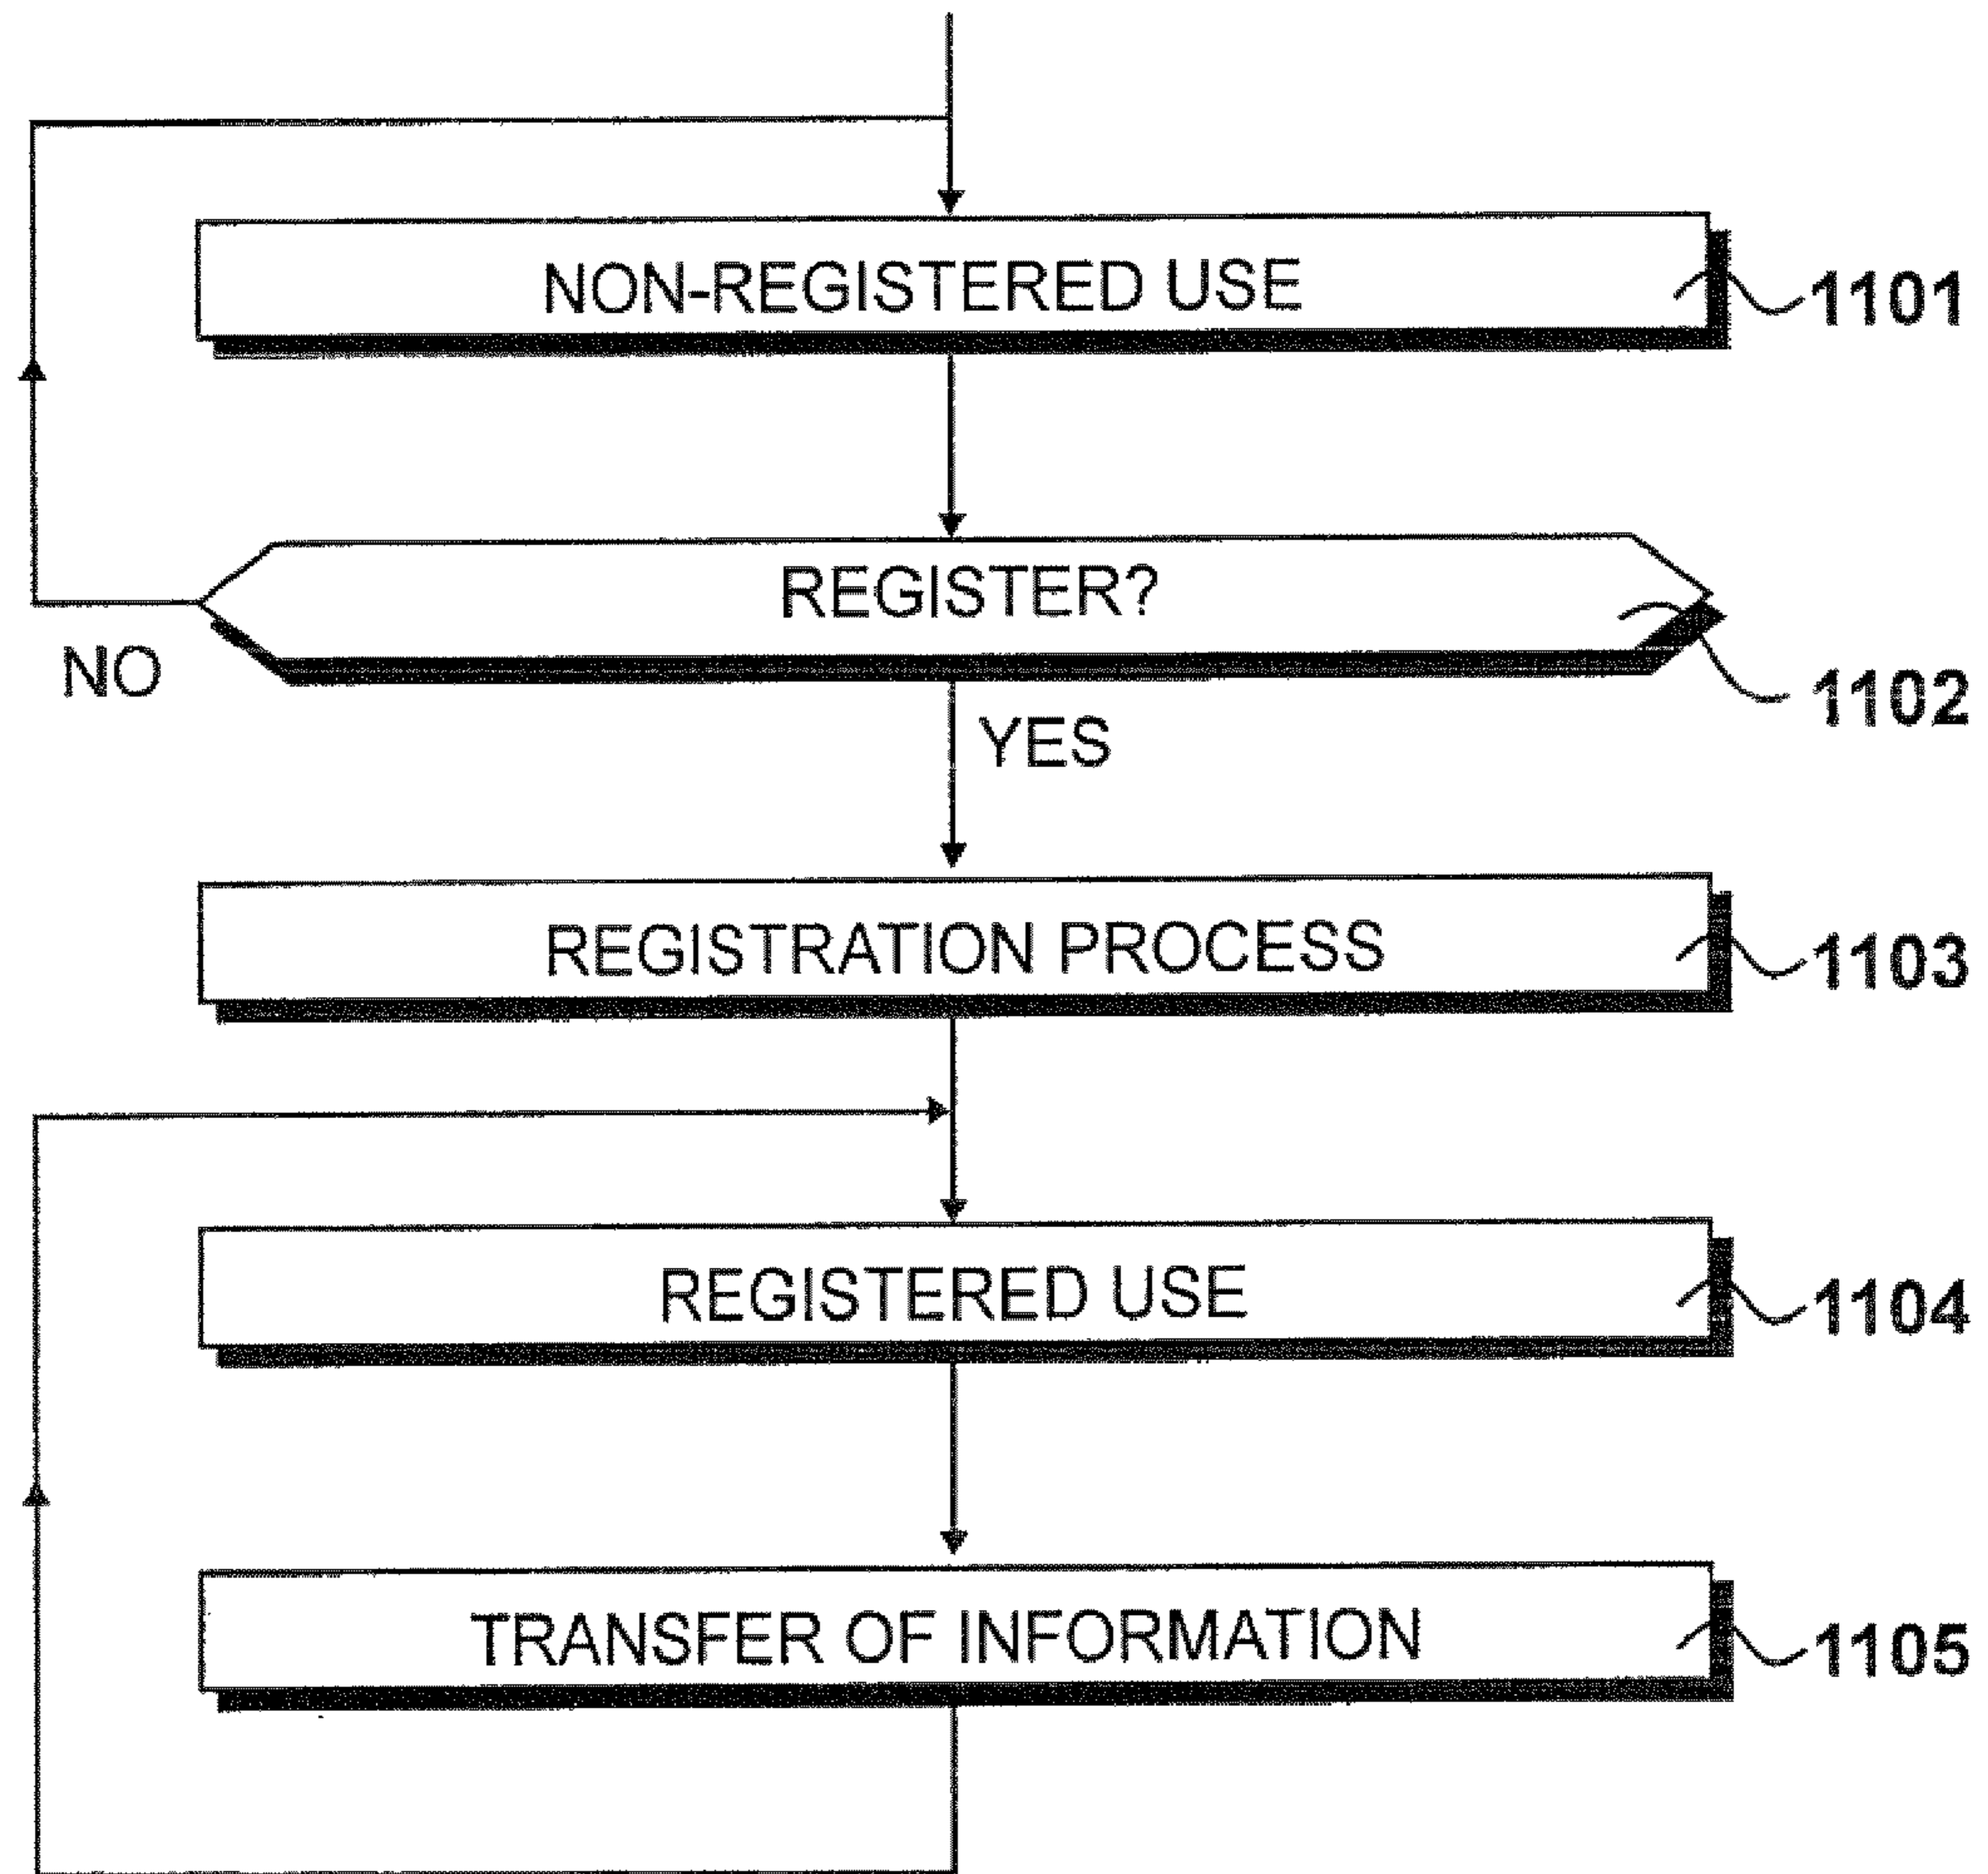 NON-REGISTERED USE
1101
REGISTER?
NO
1102
YES
REGISTRATION PROCESS
1103
REGISTERED USE
1104
TRANSFER OF INFORMATION
1105